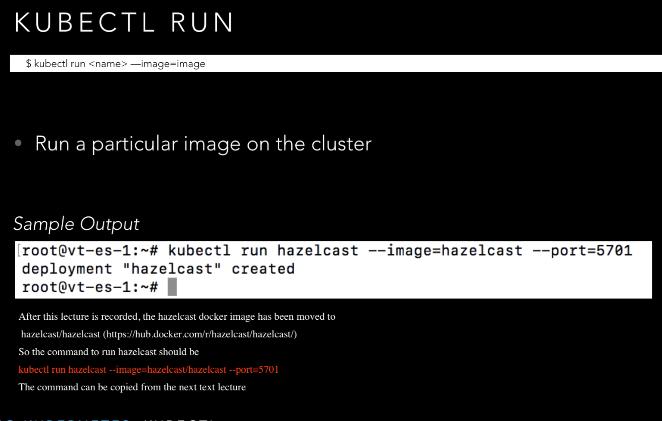 KUBECTL RUN
$ kubectl run <name> —image=image
• Run a particular image on the cluster
Sample Output
root@vt-es-1:~# kubectl run hazelcast --image=hazelcast --port=5701
deployment "hazelcast" created
root@vt-es-1:~#
After this lecture is recorded, the hazelcast docker image has been moved to
hazelcast/hazelcast (https://hub.docker.com/r/hazelcast/hazelcast/)
So the command to run hazelcast should be
kubectl run hazelcast --image=hazelcast/hazelcast --port=5701
The command can be copied from the next text lecture